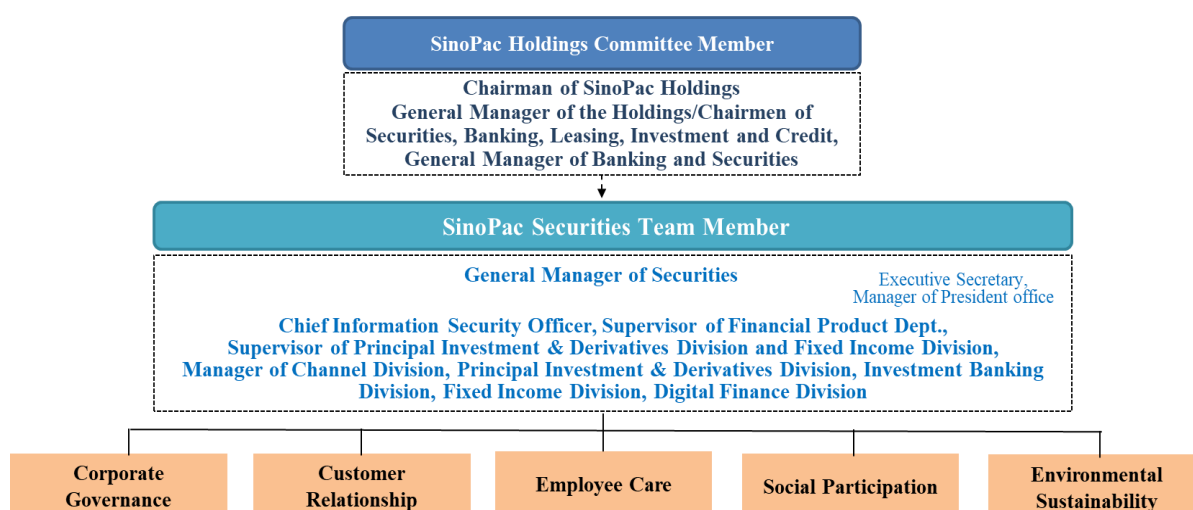 SinoPac Holdings Committee Member
Chairman of SinoPac Holdings
General Manager of the Holdings/Chairmen of
Securities, Banking, Leasing, Investment and Credit,
General Manager of Banking and Securities
SinoPac Securities Team Member
General Manager of Securities
Executive Secretary,
Manager of President office
Chief Information Security Officer, Supervisor of Financial Product Dept.,
Supervisor of Principal Investment & Derivatives Division and Fixed Income Division,
Manager of Channel Division, Principal Investment & Derivatives Division, Investment Banking
Division, Fixed Income Division, Digital Finance Division
Corporate
Governance
Customer
Relationship
Employee Care
Social Participation
Environmental
Sustainability